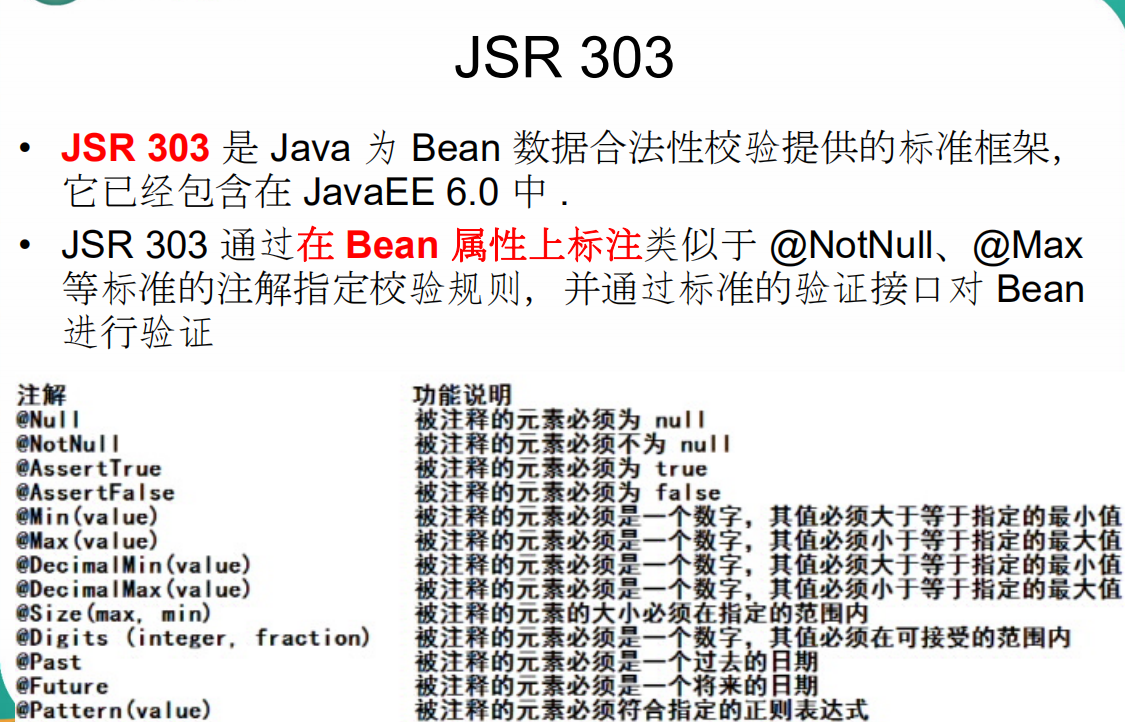 JSR 303
• JSR 303 是 Java 为 Bean 数据合法性校验提供的标准框架，
它已经包含在 JavaEE 6.0 中 .
• JSR 303 通过在 Bean 属性上标注类似于 @NotNull、@Max
等标准的注解指定校验规则，并通过标准的验证接口对 Bean
进行验证
注解 功能说明
@Null 被注释的元素必须为 null
@NotNull 被注释的元素必须不为 null
@AssertTrue 被注释的元素必须为 true
@AssertFalse 被注释的元素必须为 false
@Min(value) 被注释的元素必须是一个数字，其值必须大于等于指定的最小值
@Max(value) 被注释的元素必须是一个数字，其值必须小于等于指定的最大值
@DecimalMin(value) 被注释的元素必须是一个数字，其值必须大于等于指定的最小值
@DecimalMax(value) 被注释的元素必须是一个数字，其值必须小于等于指定的最大值
@Size(max, min) 被注释的元素的大小必须在指定的范围内
@Digits (integer, fraction) 被注释的元素必须是一个数字，其值必须在可接受的范围内
@Past 被注释的元素必须是一个过去的日期
@Future 被注释的元素必须是一个将来的日期
@Pattern(value) 被注释的元素必须符合指定的正则表达式